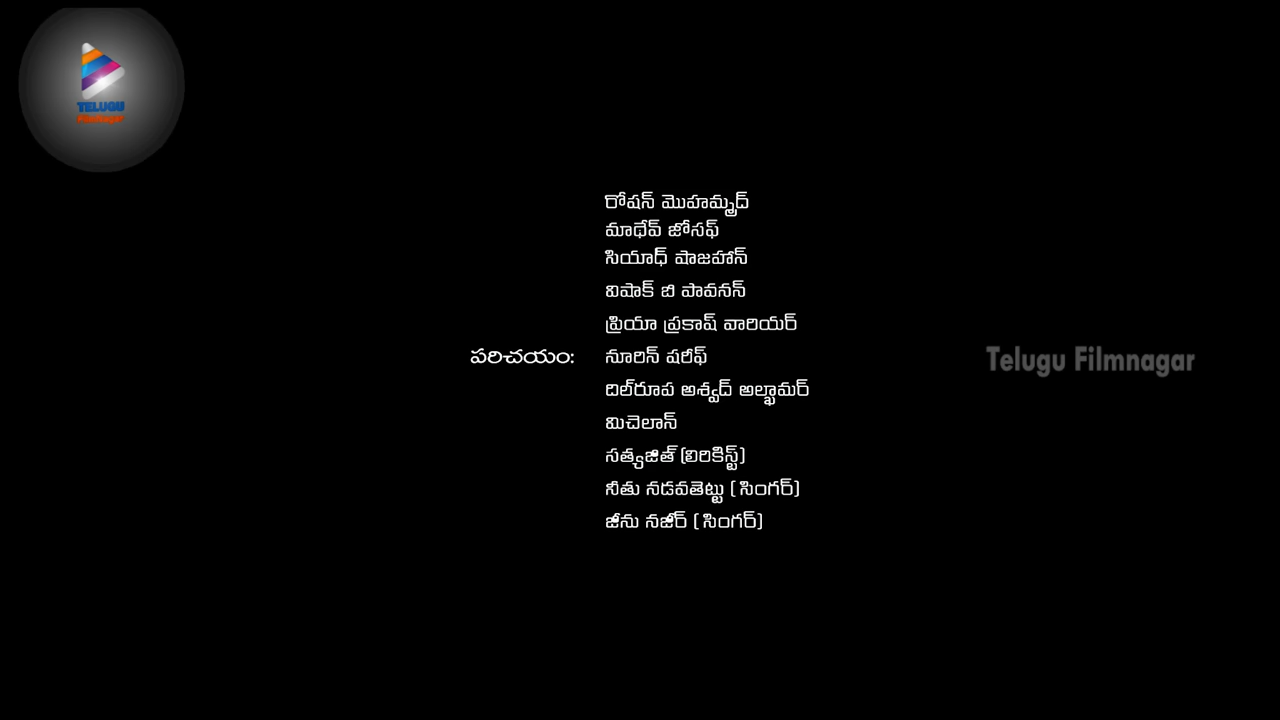 TELUGU
FilmNagar
రోషన్ మొహమ్మద్
మాథేవ్ జోసఫ్
సియాధ్ షాజహాన్
విషాక్ బి పావనన్
ప్రియా ప్రకాష్ వారియర్
పరిచయం: నూరిన్ షరీఫ్
Telugu Filmnagar
దిల్‌రూప అశ్వద్ అల్ఖామర్
మిచెలాన్
సత్యజిత్ (లిరికిస్ట్)
నీతు నడవతెట్టు ( సింగర్)
జీను నజీర్ ( సింగర్)